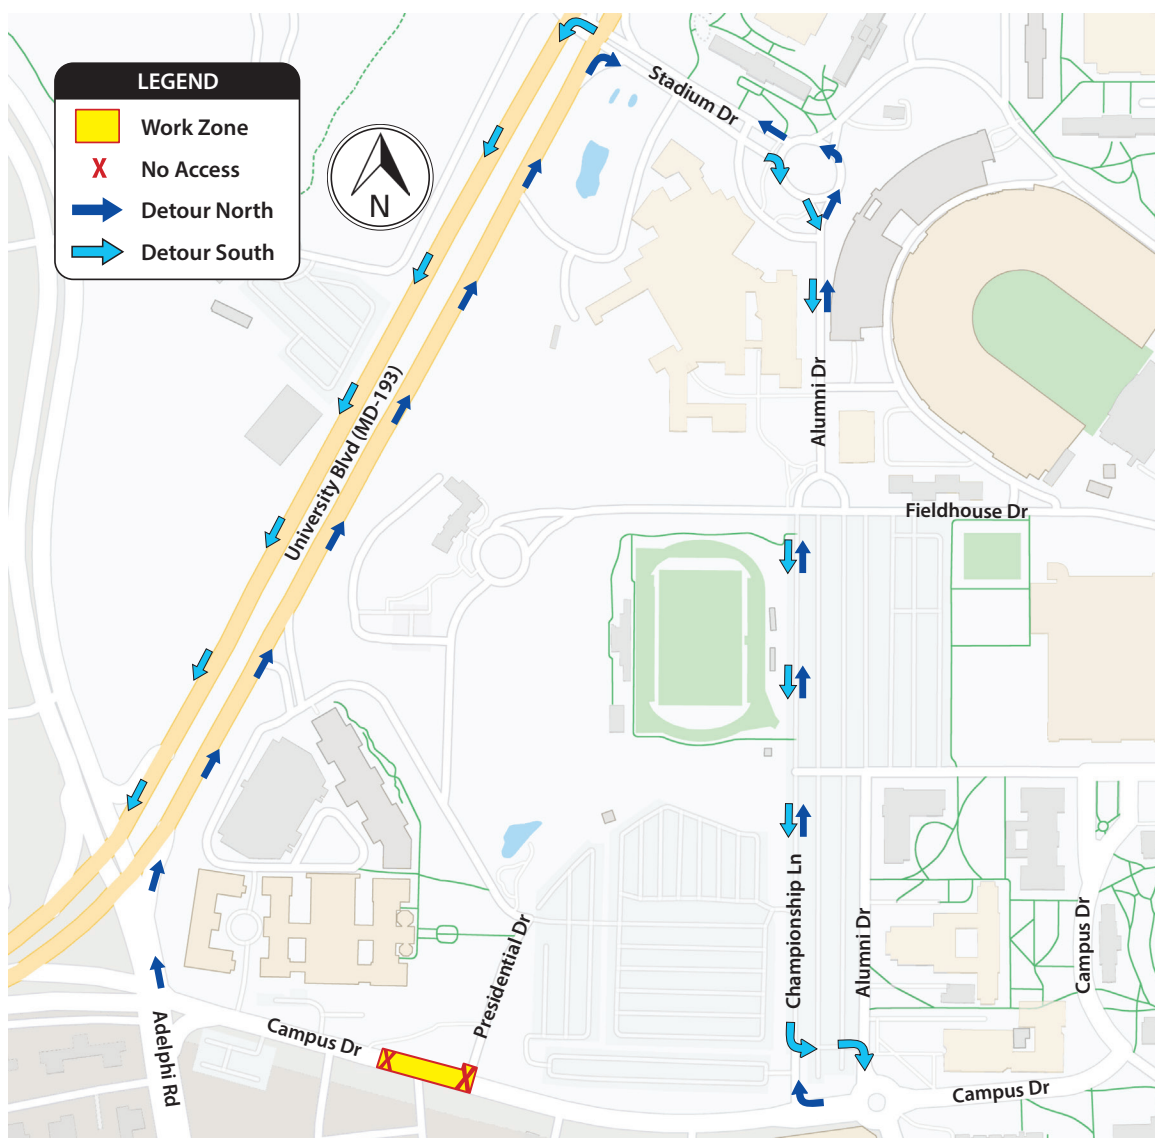 LEGEND
Work Zone
X No Access
Detour North
Detour South
N
Stadium Dr
University Blvd (MD-193)
Alumni Dr
Fieldhouse Dr
Championship Ln
Alumni Dr
Campus Dr
Presidential Dr
Campus Dr
Adelphi Rd
Campus Dr